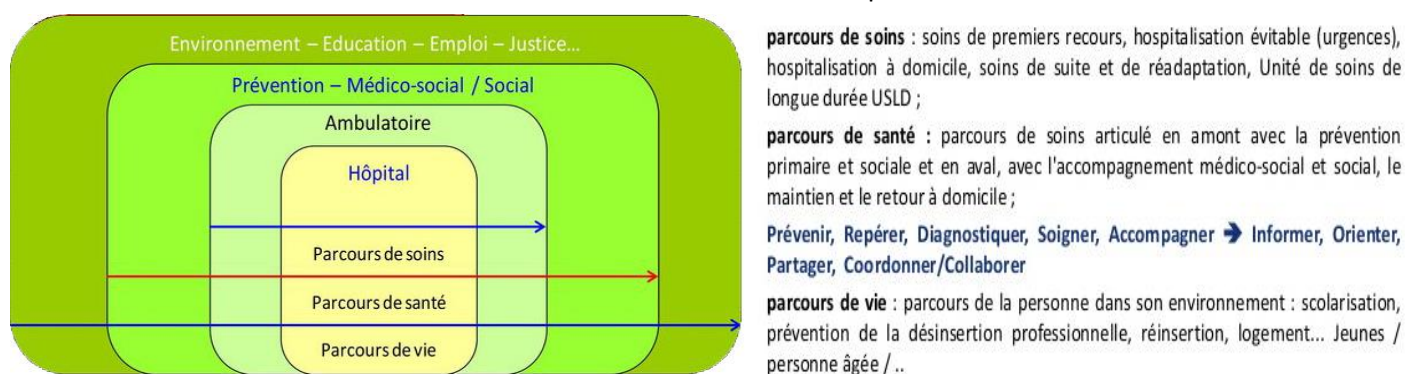 Environnement – Education – Emploi – Justice...
Prévention – Médico-social / Social
Ambulatoire
Hôpital
Parcours de soins
Parcours de santé
Parcours de vie
parcours de soins : soins de premiers recours, hospitalisation évitable (urgences),
hospitalisation à domicile, soins de suite et de réadaptation, Unité de soins de
longue durée USLD ;
parcours de santé : parcours de soins articulé en amont avec la prévention
primaire et sociale et en aval, avec l'accompagnement médico-social et social, le
maintien et le retour à domicile ;
Prévenir, Repérer, Diagnostiquer, Soigner, Accompagner ➔ Informer, Orienter,
Partager, Coordonner/Collaborer
parcours de vie : parcours de la personne dans son environnement : scolarisation,
prévention de la désinsertion professionnelle, réinsertion, logement... Jeunes /
personne âgée / ..